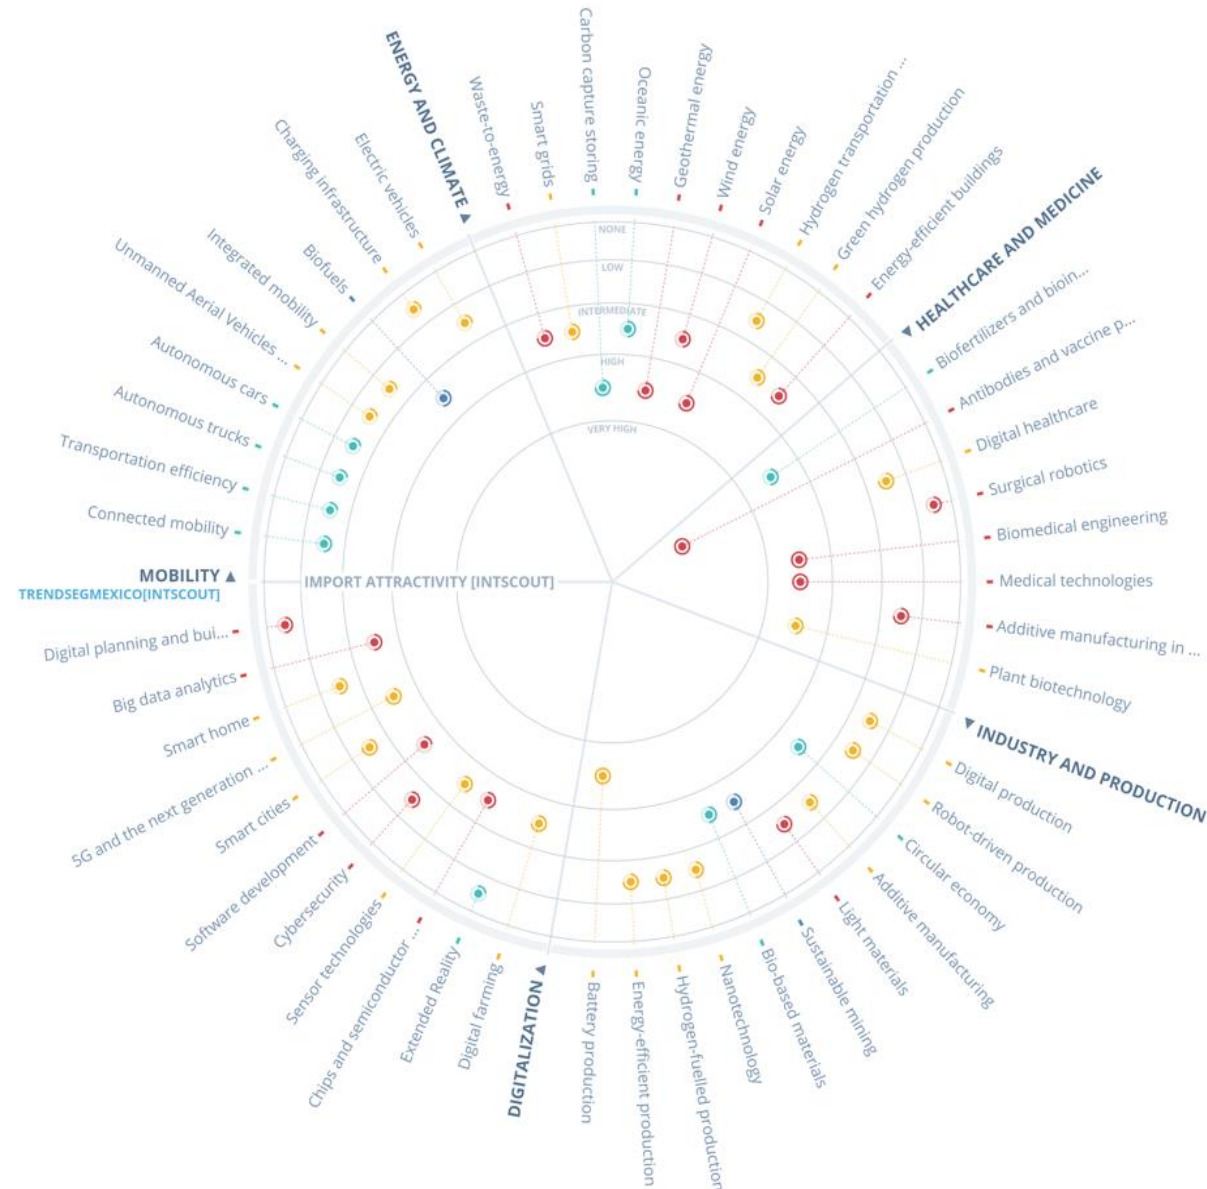 ENERGY AND CLIMATE ▲
Waste-to-energy
Smart grids
Carbon capture storing
Oceanic energy
Geothermal energy
Wind energy
Solar energy
Hydrogen transportation ...
Green hydrogen production
Energy-efficient buildings
▼ HEALTHCARE AND MEDICINE
Biofertilizers and bioin...
Antibodies and vaccine p...
Digital healthcare
Surgical robotics
Biomedical engineering
Medical technologies
Additive manufacturing in ...
Plant biotechnology
▼ INDUSTRY AND PRODUCTION
Digital production
Robot-driven production
Circular economy
Additive manufacturing
Light materials
Sustainable mining
Bio-based materials
Nanotechnology
Hydrogen-fuelled production
Energy-efficient production
Battery production
DIGITALIZATION ▲
Digital farming
Extended Reality
Chips and semiconductor ...
Sensor technologies
Cybersecurity
Software development
Smart cities
5G and the next generation ...
Smart home
Big data analytics
Digital planning and bui...
MOBILITY ▲
TRENDSEGMEXICO[INTSCOUT]
Connected mobility
Transportation efficiency
Autonomous trucks
Autonomous cars
Unmanned Aerial Vehicles ...
Integrated mobility
Biofuels
Charging infrastructure
Electric vehicles
NONE
LOW
INTERMEDIATE
HIGH
VERY HIGH
IMPORT ATTRACTIVITY [INTSCOUT]